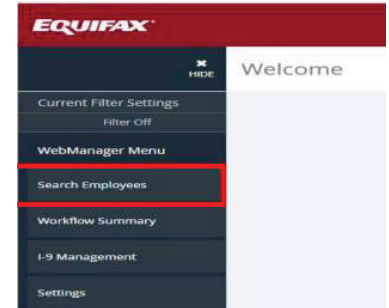 EQUIFAX
HIDE
Welcome
Current Filter Settings
Filter Off
WebManager Menu
Search Employees
Workflow Summary
I-9 Management
Settings